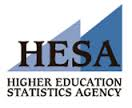 HESA
HIGHER EDUCATION
STATISTICS AGENCY